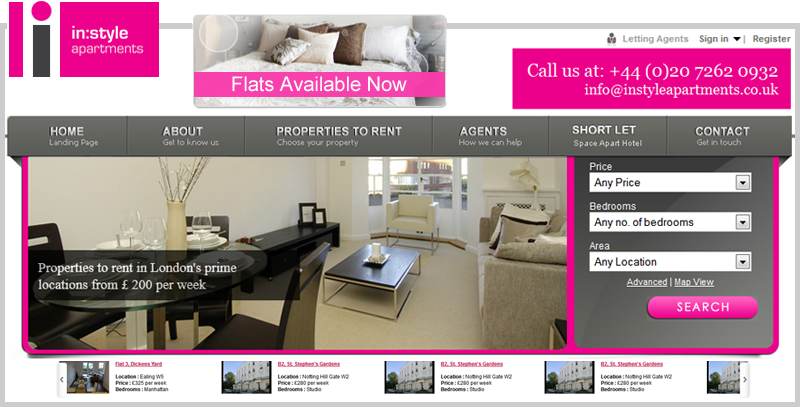 in:style
apartments
Flats Available Now
Letting Agents Sign in | Register
Call us at: +44 (0)20 7262 0932
info@instyleapartments.co.uk
HOME
Landing Page
ABOUT
Get to know us
PROPERTIES TO RENT
Choose your property
AGENTS
How we can help
SHORT LET
Space Apart Hotel
CONTACT
Get in touch
Properties to rent in London's prime
locations from £ 200 per week
Price
Any Price
Bedrooms
Any no. of bedrooms
Area
Any Location
Advanced | Map View
SEARCH
Flat 3, Dickens Yard
Location : Ealing W5
Price : £325 per week
Bedrooms : Manhattan
B2, St. Stephen's Gardens
Location : Notting Hill Gate W2
Price : £280 per week
Bedrooms : Studio
B2, St. Stephen's Gardens
Location : Notting Hill Gate W2
Price : £280 per week
Bedrooms : Studio
B2, St. Stephen's Gardens
Location : Notting Hill Gate W2
Price : £280 per week
Bedrooms : Studio